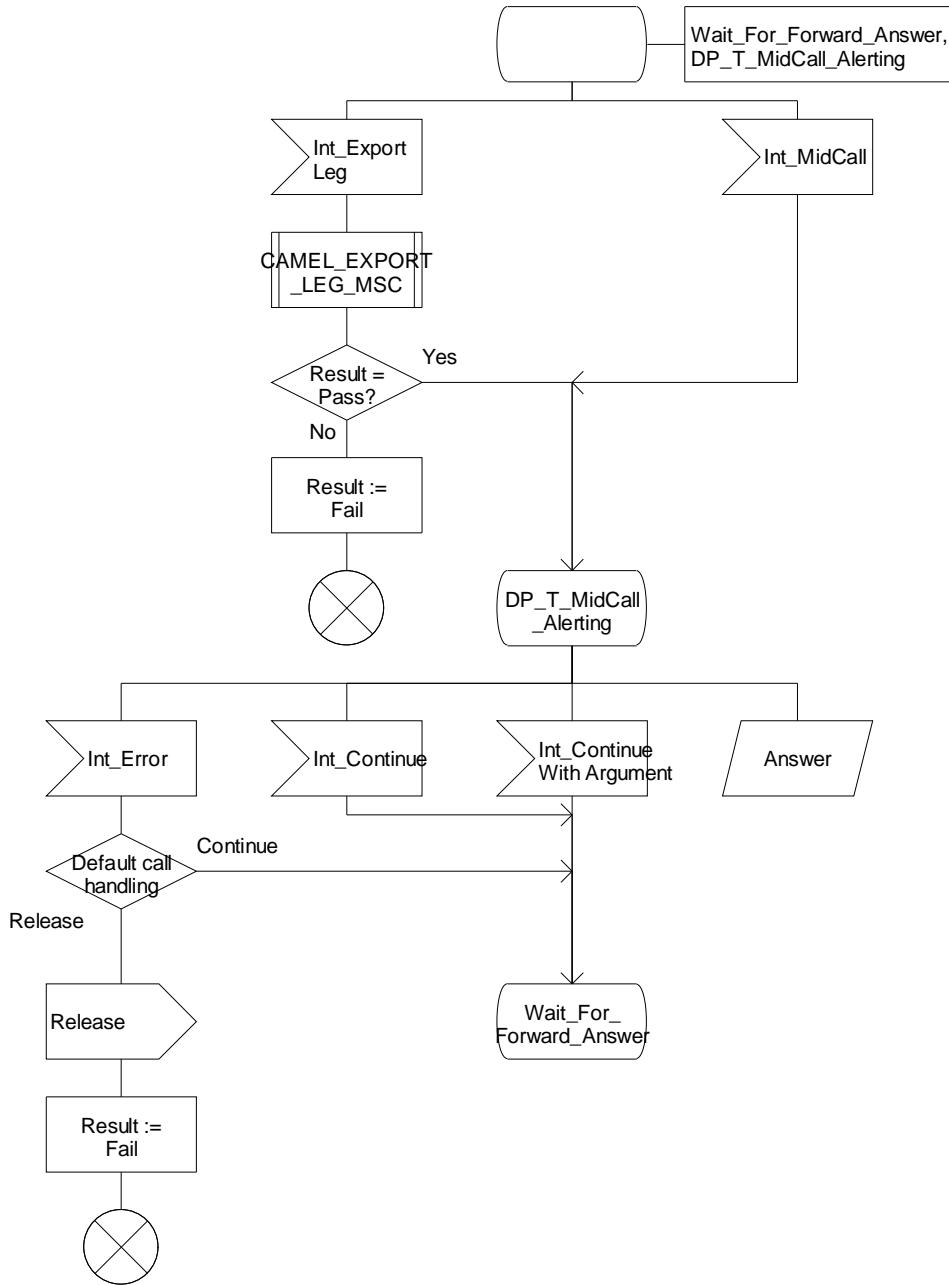 Wait_For_Forward_Answer,
DP_T_MidCall_Alerting
Int_Export
Leg
Int_MidCall
CAMEL_EXPORT
_LEG_MSC
Yes
Result =
Pass?
No
Result :=
Fail
DP_T_MidCall
_Alerting
Int_Error
Int_Continue
Int_Continue
With Argument
Answer
Continue
Default call
handling
Release
Release
Wait_For_
Forward_Answer
Result :=
Fail